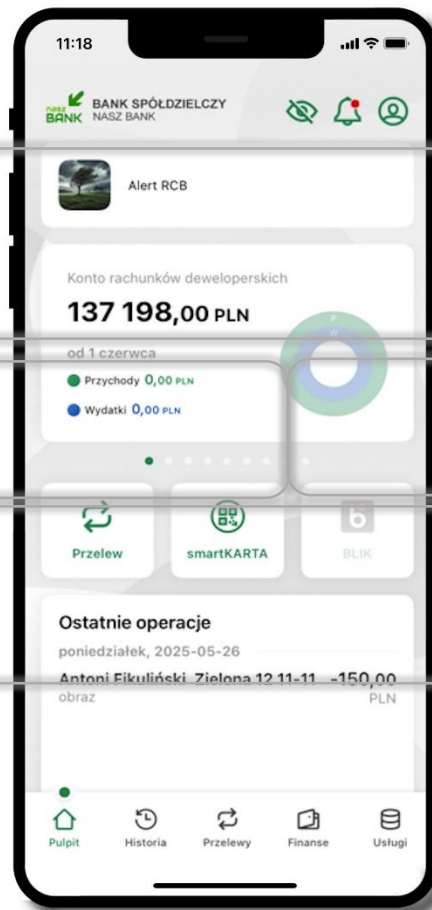 11:18
nasz
BANK
BANK SPÓŁDZIELCZY
NASZ BANK
Alert RCB
Konto rachunków deweloperskich
137 198,00 PLN
od 1 czerwca
Przychody 0,00 PLN
Wydatki 0,00 PLN
P
W
Przelew
smartKARTA
BLIK
Ostatnie operacje
poniedziałek, 2025-05-26
Antoni Fikuliński, Zielona 12 11-11 -150,00
obraz PLN
Pulpit
Historia
Przelewy
Finanse
Usługi